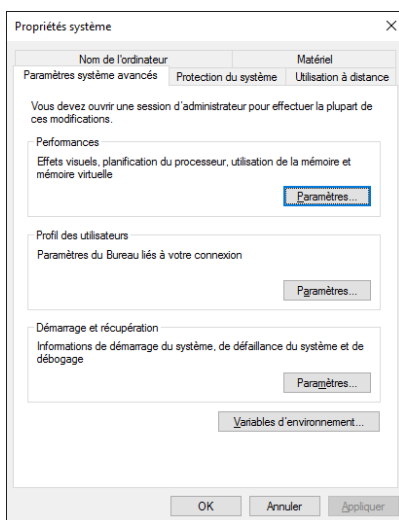 Propriétés système
Nom de l'ordinateur
Matériel
Paramètres système avancés
Protection du système
Utilisation à distance
Vous devez ouvrir une session d'administrateur pour effectuer la plupart de
ces modifications.
Performances
Effets visuels, planification du processeur, utilisation de la mémoire et
mémoire virtuelle
Paramètres...
Profil des utilisateurs
Paramètres du Bureau liés à votre connexion
Paramètres...
Démarrage et récupération
Informations de démarrage du système, de défaillance du système et de
débogage
Paramètres...
Variables d'environnement...
OK
Annuler
Appliquer